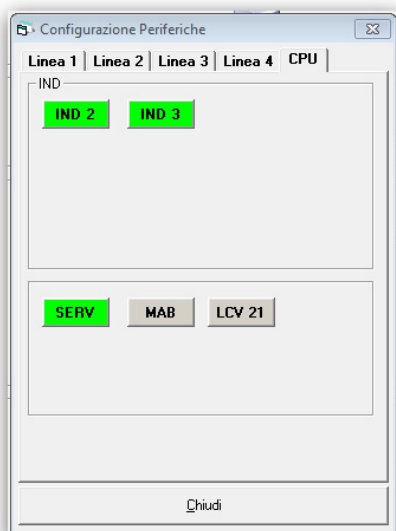 Configurazione Periferiche
Linea 1 Linea 2 Linea 3 Linea 4 CPU
IND
IND 2 IND 3
SERV MAB LCV 21
Chiudi